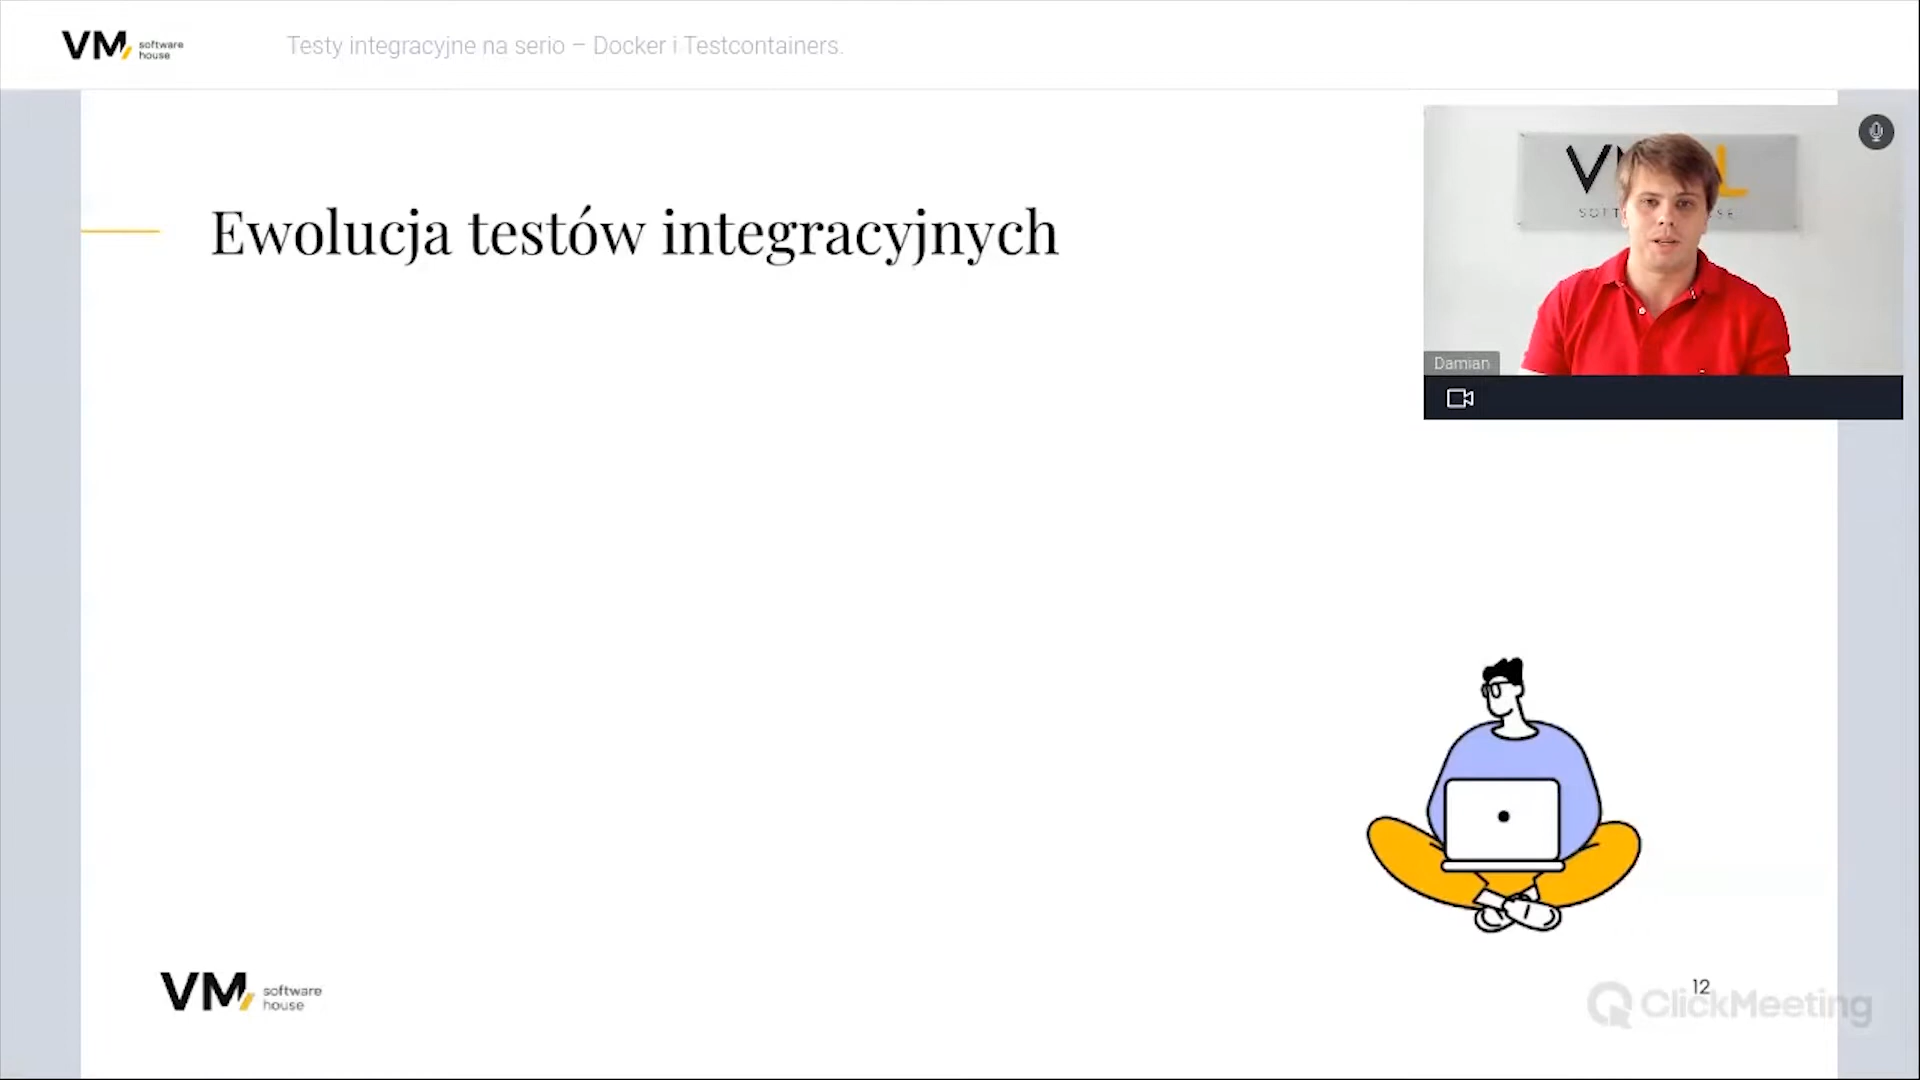 VM software house
Testy integracyjne na serio – Docker i Testcontainers.
Ewolucja testów integracyjnych
Damian
VM software house
12
ClickMeeting